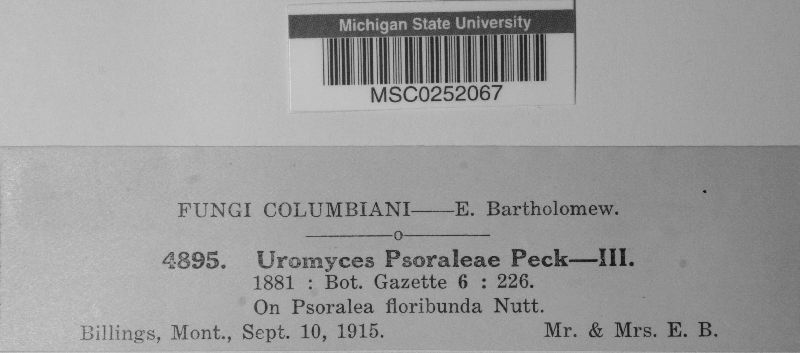 Michigan State University
MSC0252067
FUNGI COLUMBIANI——E. Bartholomew.
4895. Uromyces Psoraleae Peck—III.
1881 : Bot. Gazette 6 : 226.
On Psoralea floribunda Nutt.
Billings, Mont., Sept. 10, 1915. Mr. & Mrs. E. B.